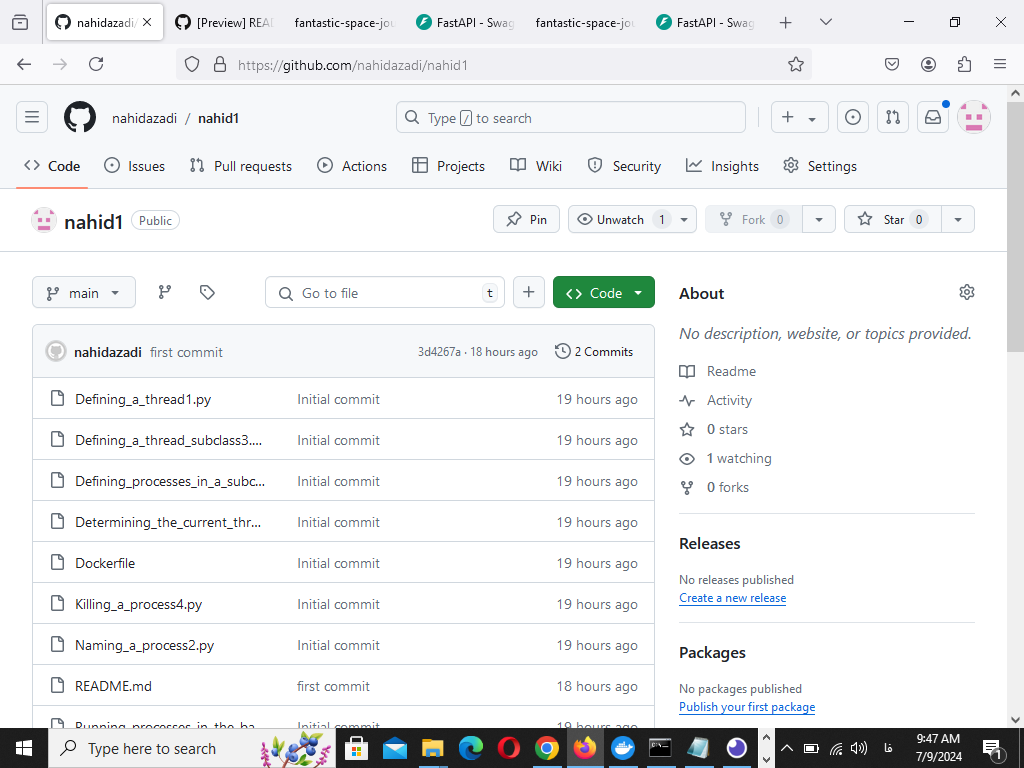 nahidazadi/
[Preview] REA
fantastic-space-jou
FastAPI - Swag
fantastic-space-jou
FastAPI - Swag
https://github.com/nahidazadi/nahid1
nahidazadi / nahid1
Type / to search
Code Issues Pull requests Actions Projects Wiki Security Insights Settings
nahid1 Public
Pin Unwatch 1 Fork 0 Star 0
main Go to file t Code
nahidazadi first commit 3d4267a · 18 hours ago 2 Commits
Defining_a_thread1.py Initial commit 19 hours ago
Defining_a_thread_subclass3.... Initial commit 19 hours ago
Defining_processes_in_a_subc... Initial commit 19 hours ago
Determining_the_current_thr... Initial commit 19 hours ago
Dockerfile Initial commit 19 hours ago
Killing_a_process4.py Initial commit 19 hours ago
Naming_a_process2.py Initial commit 19 hours ago
README.md first commit 18 hours ago
Running_processes_in_the_ba... Initial commit 19 hours ago
About
No description, website, or topics provided.
Readme
Activity
0 stars
1 watching
0 forks
Releases
No releases published
Create a new release
Packages
No packages published
Publish your first package
Type here to search
فا
9:47 AM
7/9/2024
1